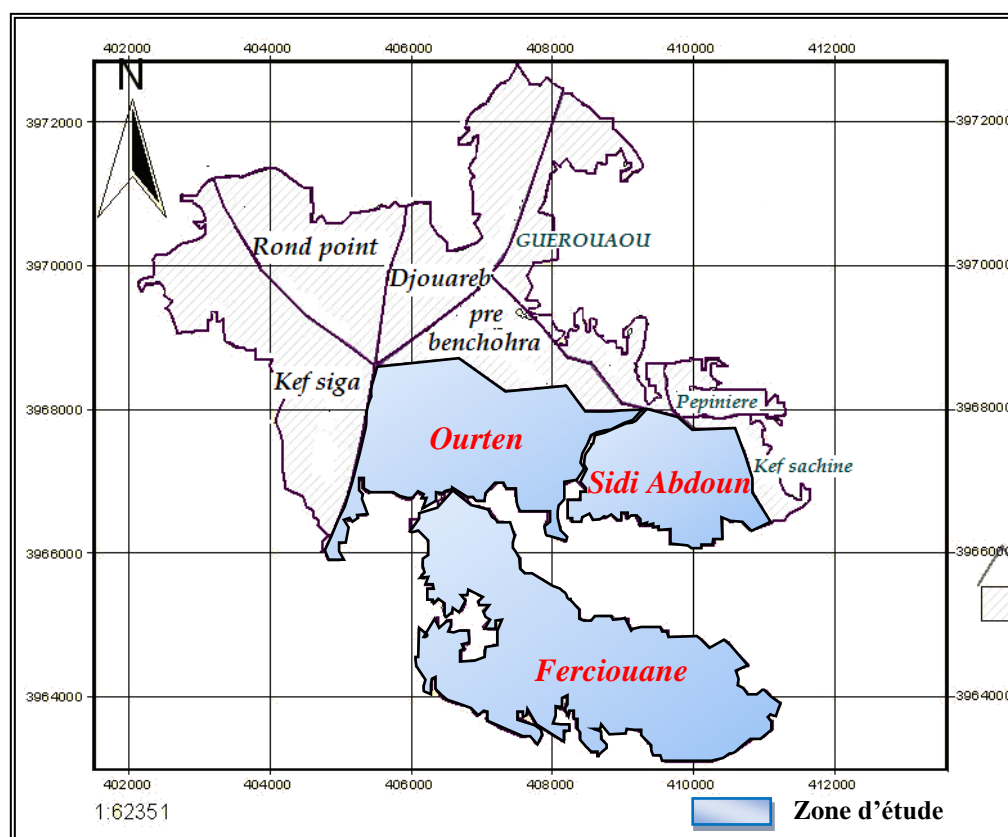 402000 404000 406000 408000 410000 412000
N
3972000 3972000
GUEROUAOU
Rond point
3970000 3970000
Djouareb
pre
benchohra
Kef siga
3968000 3968000
Pepiniere
Ourten
Kef sachine
Sidi Abdoun
3966000 3966000
Ferciouane
3964000 3964000
402000 404000 406000 408000 410000 412000
1:62351
Zone d'étude